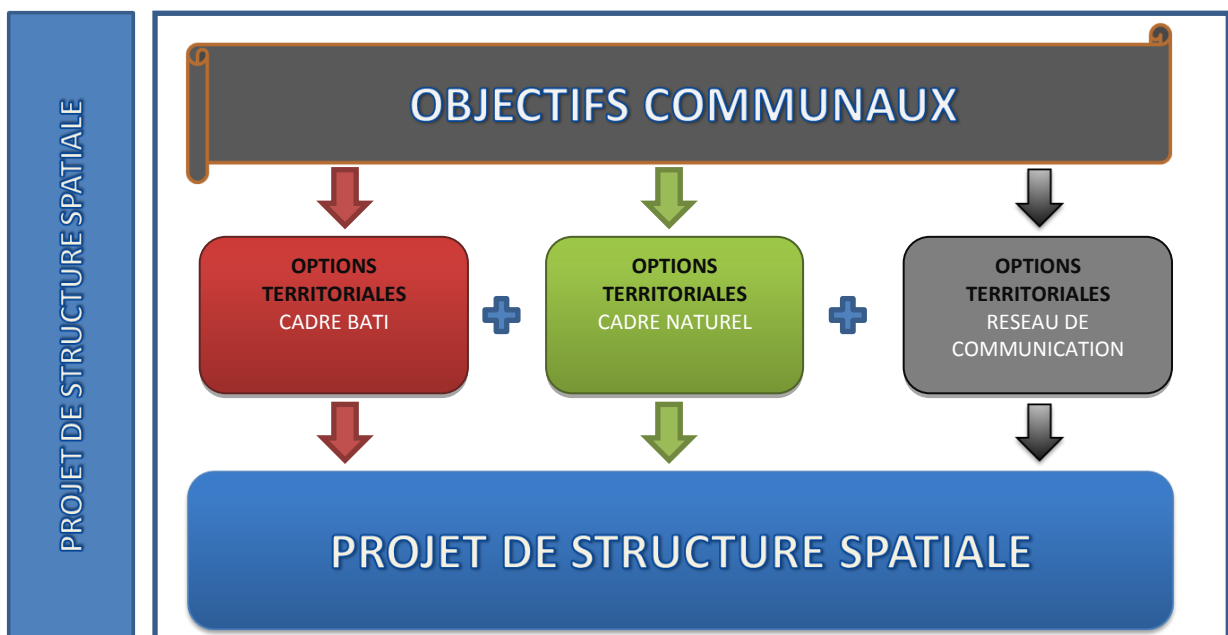 PROJET DE STRUCTURE SPATIALE
OBJECTIFS COMMUNAUX
OPTIONS
TERRITORIALES
CADRE BATI
OPTIONS
TERRITORIALES
CADRE NATUREL
OPTIONS
TERRITORIALES
RESEAU DE
COMMUNICATION
PROJET DE STRUCTURE SPATIALE